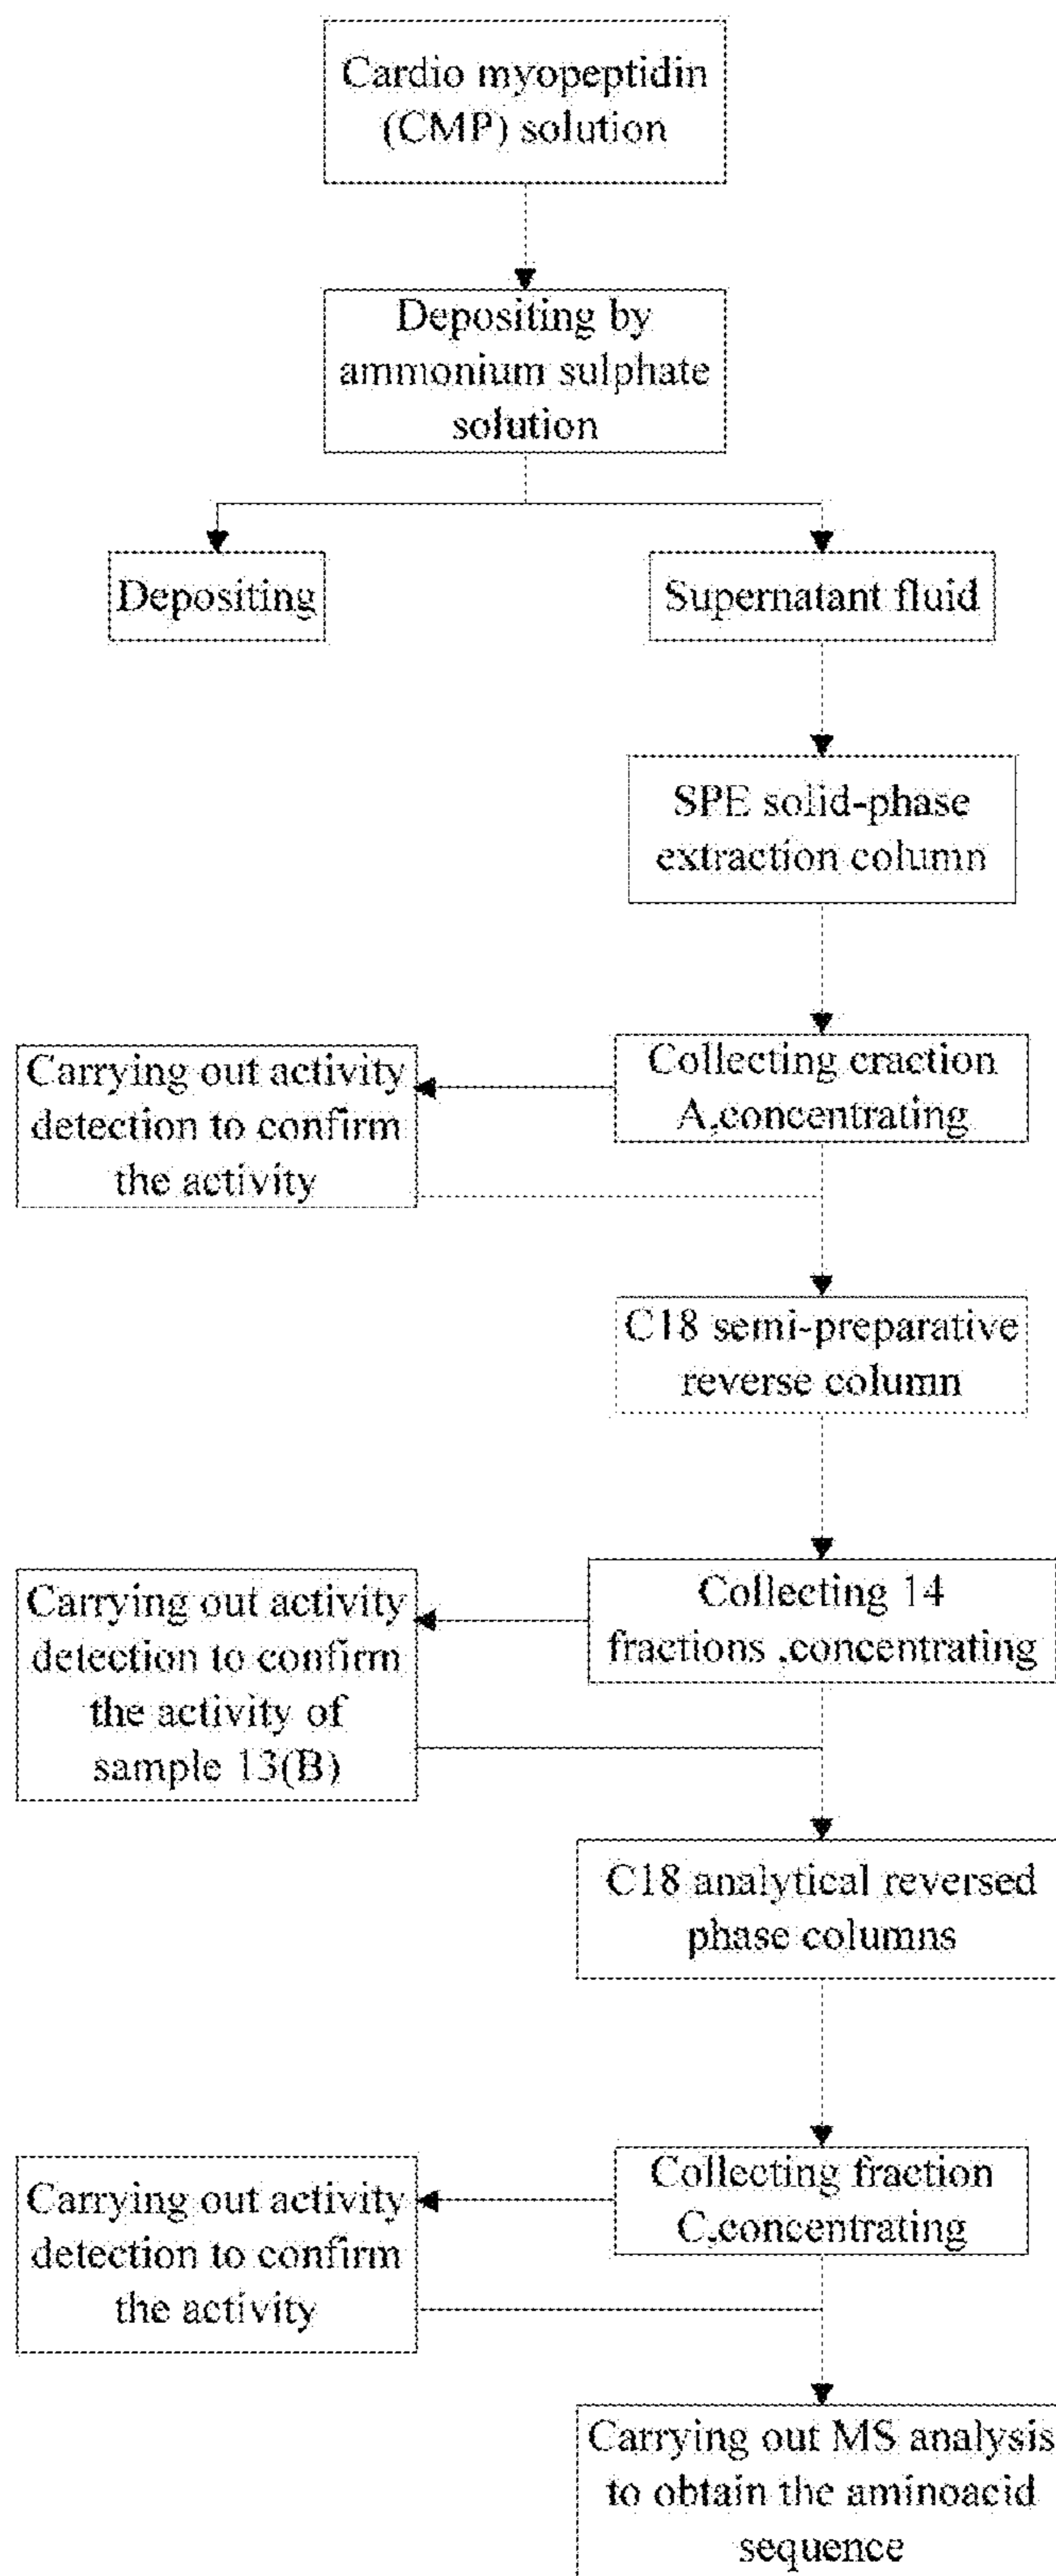 Cardio myopeptidin
(CMP) solution
Depositing by
ammonium sulphate
solution
Depositing
Supernatant fluid
SPE solid-phase
extraction column
Carrying out activity
detection to confirm
the activity
Collecting craction
A,concentrating
C18 semi-preparative
reverse column
Carrying out activity
detection to confirm
the activity of
sample 13(B)
Collecting 14
fractions ,concentrating
C18 analytical reversed
phase columns
Carrying out activity
detection to confirm
the activity
Collecting fraction
C,concentrating
Carrying out MS analysis
to obtain the aminoacid
sequence